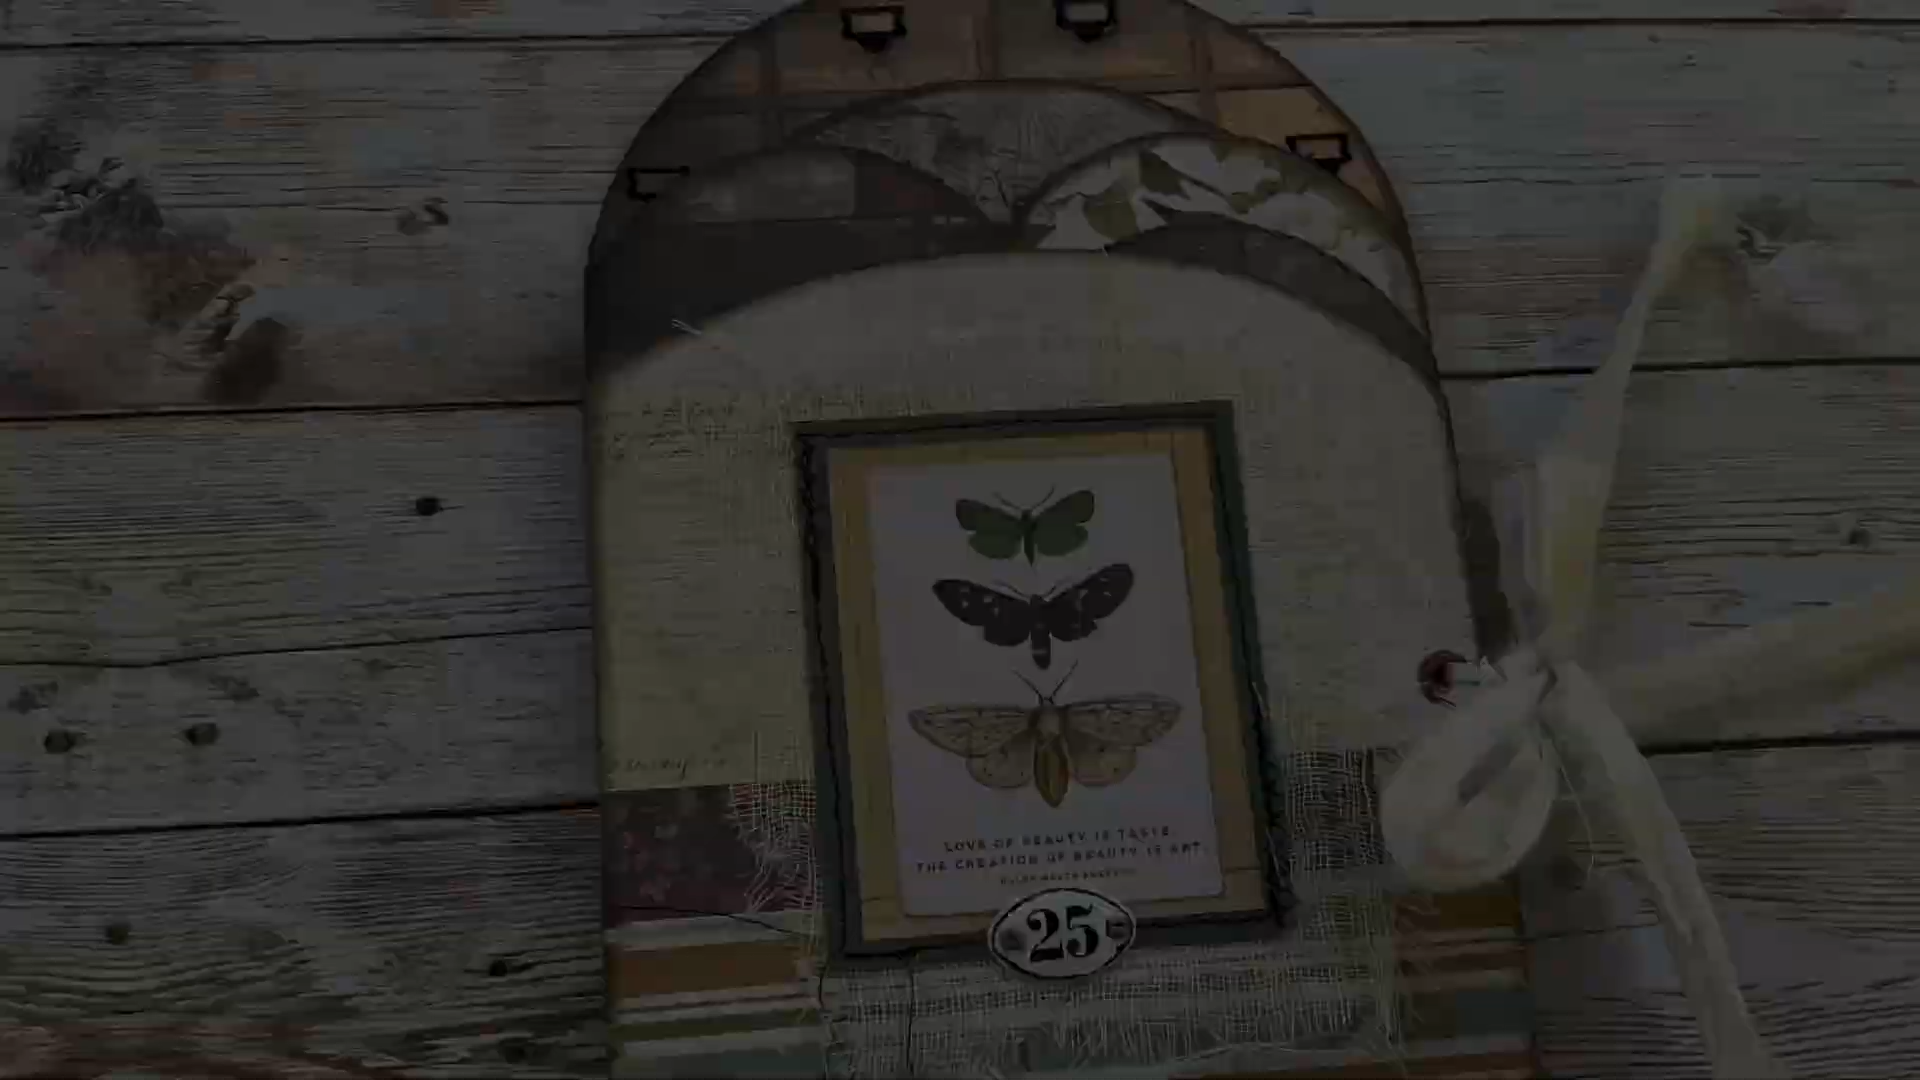 LOVE OF BEAUTY IS TASTE.
THE CREATION OF BEAUTY IS ART.
25